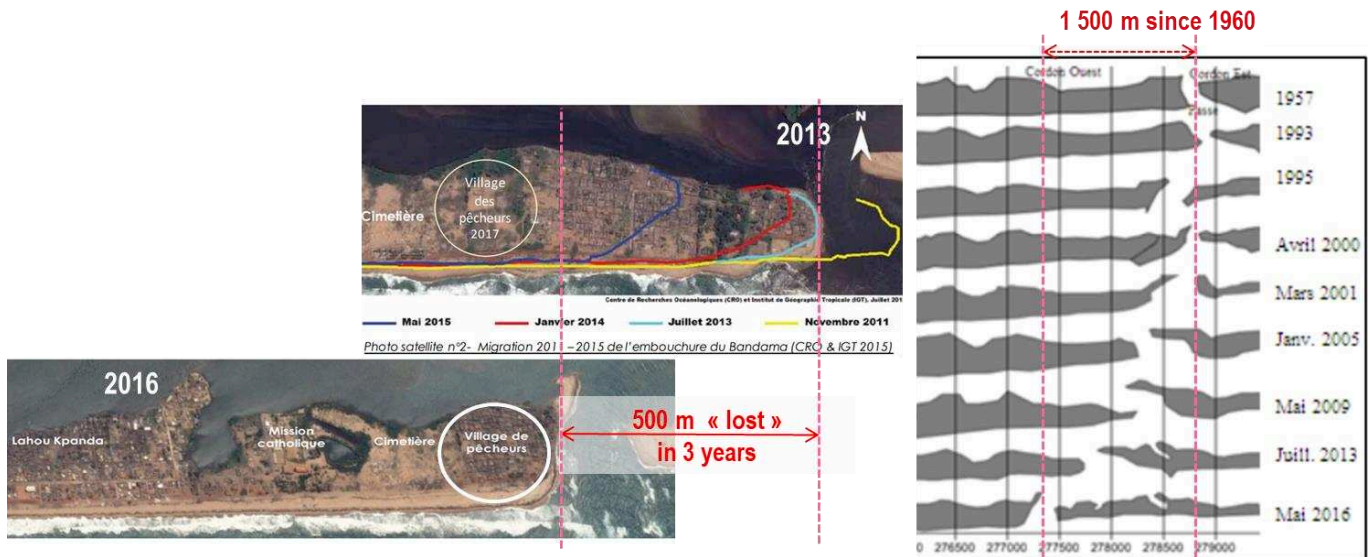 1 500 m since 1960
Cordon Ouest
Cordon Est
Passe
1957
1993
1995
Avril 2000
Mars 2001
Janv. 2005
Mai 2009
Juill. 2013
Mai 2016
0 276500 277000 277500 278000 278500 279000
2013
N
Village
des
pêcheurs
2017
Cimetière
Centre de Recherches Océanologiques (CRO) et Institut de Géographie Tropicale (IGT), Juillet 201
Mai 2015 Janvier 2014 Juillet 2013 Novembre 2011
Photo satellite n°2- Migration 2011 – 2015 de l'embouchure du Bandama (CRO & IGT 2015)
2016
Lahou Kpanda
Mission
catholique
Cimetière
Village de
pêcheurs
500 m « lost »
in 3 years